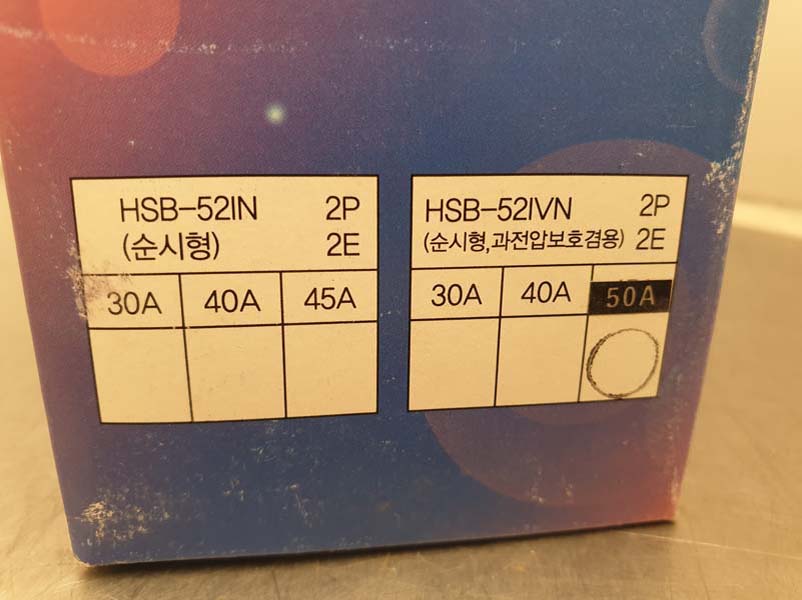 HSB-52IN 2P
(순시형) 2E
30A 40A 45A
HSB-52IVN 2P
(순시형,과전압보호겸용) 2E
30A 40A 50A